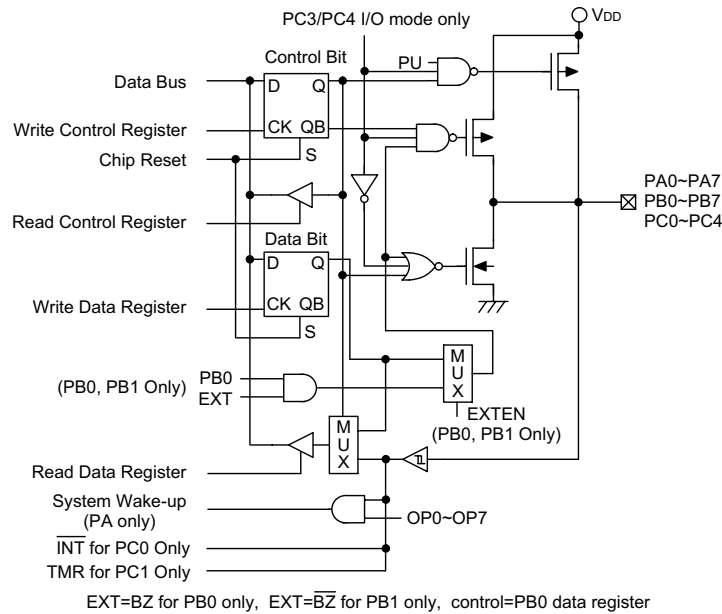 PC3/PC4 I/O mode only
VDD
Control Bit
PU
Data Bus
D
Q
Write Control Register
CK
QB
Chip Reset
S
PA0~PA7
PB0~PB7
PC0~PC4
Read Control Register
Data Bit
D
Q
Write Data Register
CK
QB
S
M
U
X
(PB0, PB1 Only)
PB0
EXT
EXTEN
(PB0, PB1 Only)
M
U
X
Read Data Register
System Wake-up
(PA only)
OP0~OP7
I̅N̅T̅ for PC0 Only
TMR for PC1 Only
EXT=BZ for PB0 only, EXT=B̅Z̅ for PB1 only, control=PB0 data register